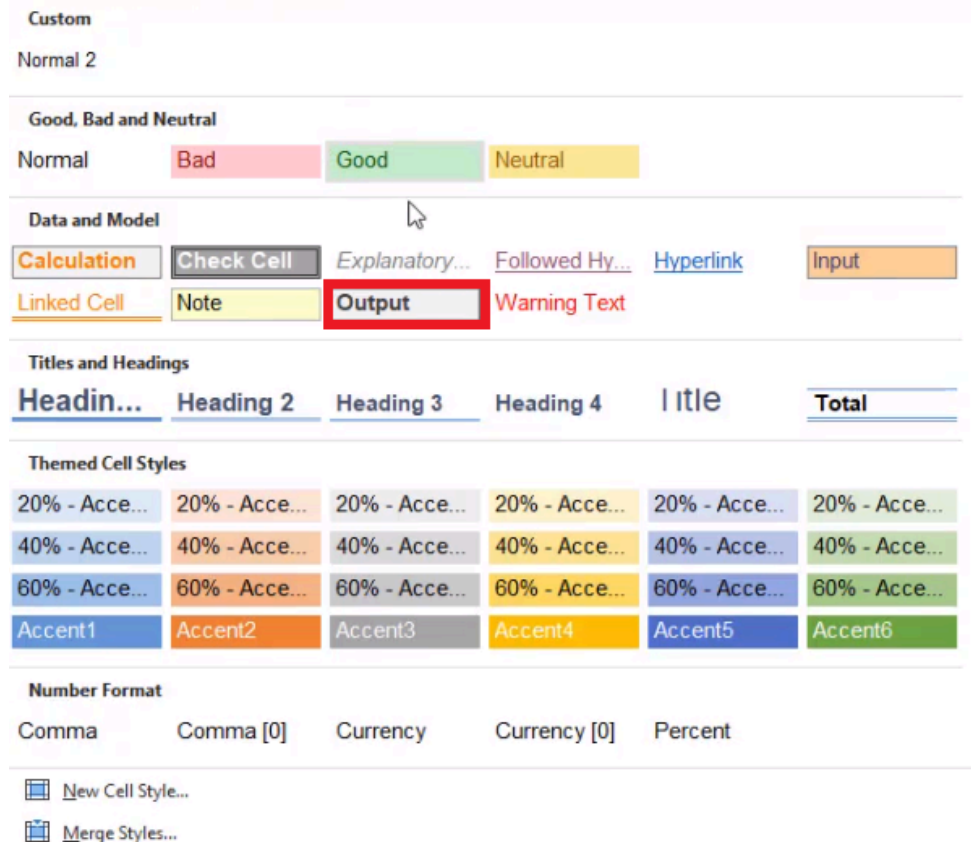 Custom
Normal 2
Good, Bad and Neutral
Normal Bad Good Neutral
Data and Model
Calculation Check Cell Explanatory... Followed Hy... Hyperlink Input
Linked Cell Note Output Warning Text
Titles and Headings
Headin... Heading 2 Heading 3 Heading 4 Title Total
Themed Cell Styles
20% - Acce... 20% - Acce... 20% - Acce... 20% - Acce... 20% - Acce... 20% - Acce...
40% - Acce... 40% - Acce... 40% - Acce... 40% - Acce... 40% - Acce... 40% - Acce...
60% - Acce... 60% - Acce... 60% - Acce... 60% - Acce... 60% - Acce... 60% - Acce...
Accent1 Accent2 Accent3 Accent4 Accent5 Accent6
Number Format
Comma Comma [0] Currency Currency [0] Percent
New Cell Style...
Merge Styles...